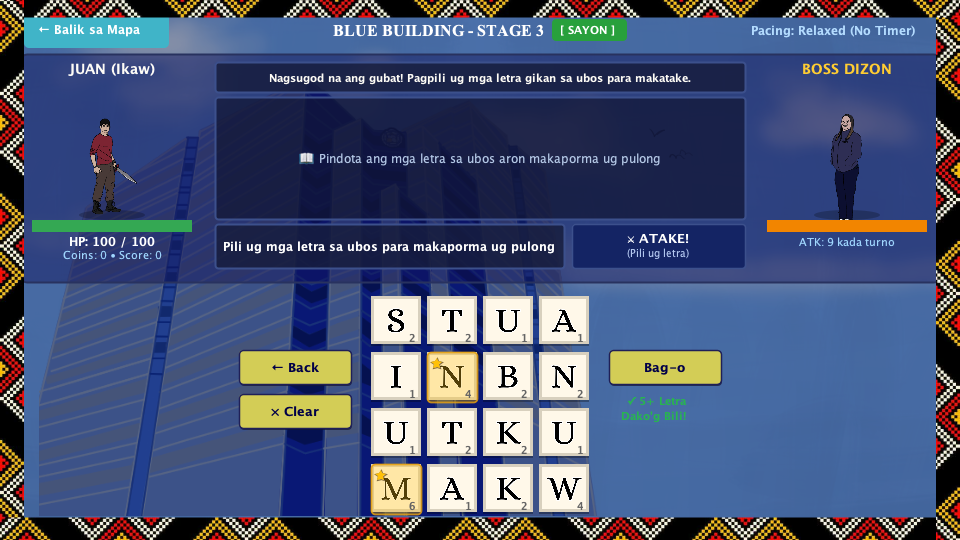 ← Balik sa Mapa
BLUE BUILDING - STAGE 3
[ SAYON ]
Pacing: Relaxed (No Timer)
JUAN (Ikaw)
Nagsugod na ang gubat! Pagpili ug mga letra gikan sa ubos para makatake.
BOSS DIZON
📖 Pindota ang mga letra sa ubos aron makaporma ug pulong
HP: 100 / 100
Coins: 0 • Score: 0
Pili ug mga letra sa ubos para makaporma ug pulong
⚔ ATAKE!
(Pili ug letra)
ATK: 9 kada turno
S 2 T 2 U 1 A 1
I 1 N 4 B 2 N 2
U 1 T 2 K 2 U 1
M 6 A 1 K 2 W 4
← Back
× Clear
Bag-o
✓ 5+ Letra
Dako'g Bili!